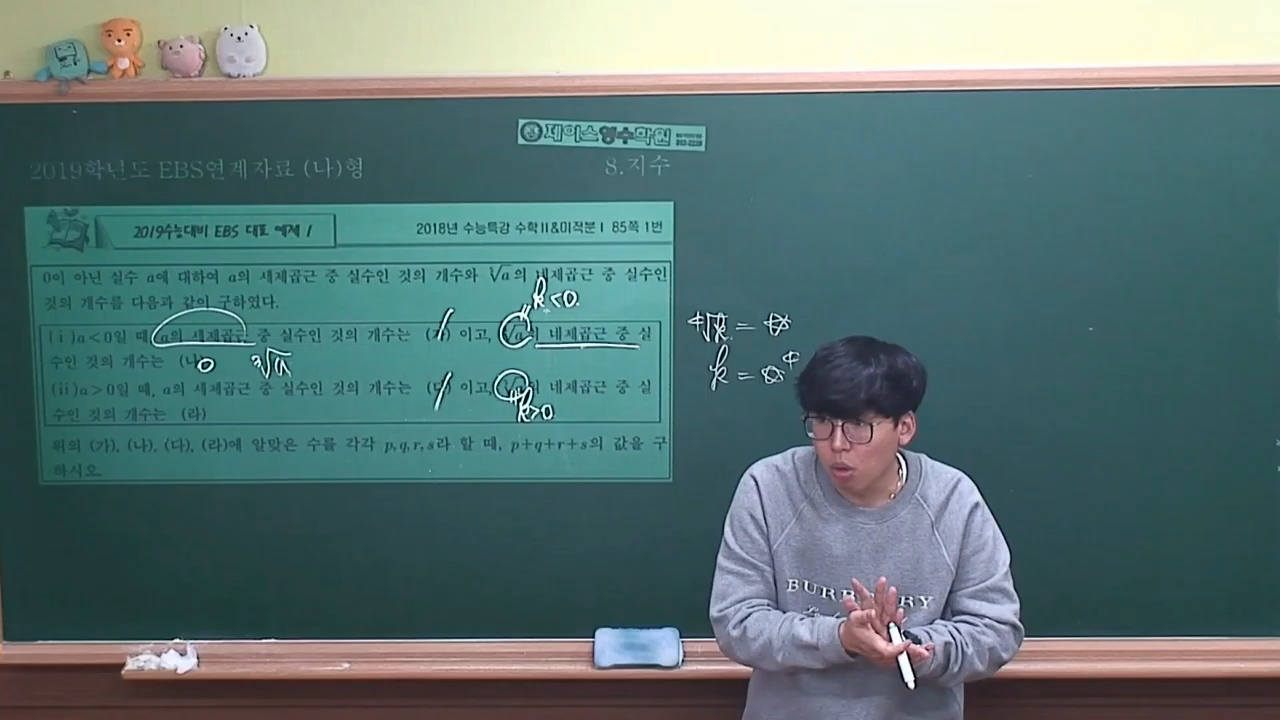 제이스영수학원
2019학년도 EBS연계자료 (나)형
8.지수
2019수능대비 EBS 대표 예제 1
2018년 수능특강 수학Ⅱ&미적분Ⅰ 85쪽 1번
0이 아닌 실수 a에 대하여 a의 세제곱근 중 실수인 것의 개수와 ∛a의 네제곱근 중 실수인
것의 개수를 다음과 같이 구하였다.
k<0.
(ⅰ)a<0일 때 a의 세제곱근 중 실수인 것의 개수는 (가) 이고, ∛a의 네제곱근 중 실
수인 것의 개수는 (나)
0 ∛a
(ⅱ)a>0일 때, a의 세제곱근 중 실수인 것의 개수는 (다) 이고, ∛a의 네제곱근 중 실
수인 것의 개수는 (라)
k>0
위의 (가), (나), (다), (라)에 알맞은 수를 각각 p, q, r, s라 할 때, p+q+r+s의 값을 구
하시오.
∜k = ☆
k = ☆⁴
BURBERRY